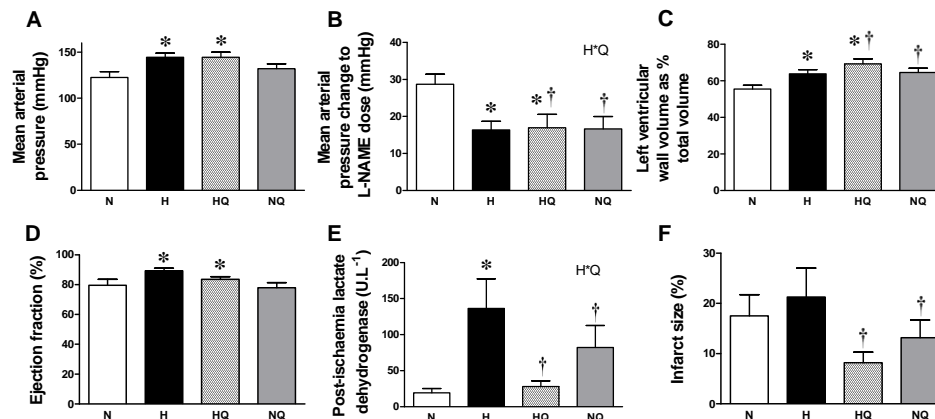 A
Mean arterial
pressure (mmHg)
150
100
50
0
*
*
N H HQ NQ
B
Mean arterial
pressure change to
L-NAME dose (mmHg)
40
30
20
10
0
H*Q
*
*†
†
N H HQ NQ
C
Left ventricular
wall volume as %
total volume
80
60
40
20
0
*
*†
†
N H HQ NQ
D
Ejection fraction (%)
100
80
60
40
20
0
*
*
N H HQ NQ
E
Post-ischaemia lactate
dehydrogenase (U.L-1)
200
150
100
50
0
H*Q
*
†
†
N H HQ NQ
F
Infarct size (%)
30
20
10
0
†
†
N H HQ NQ